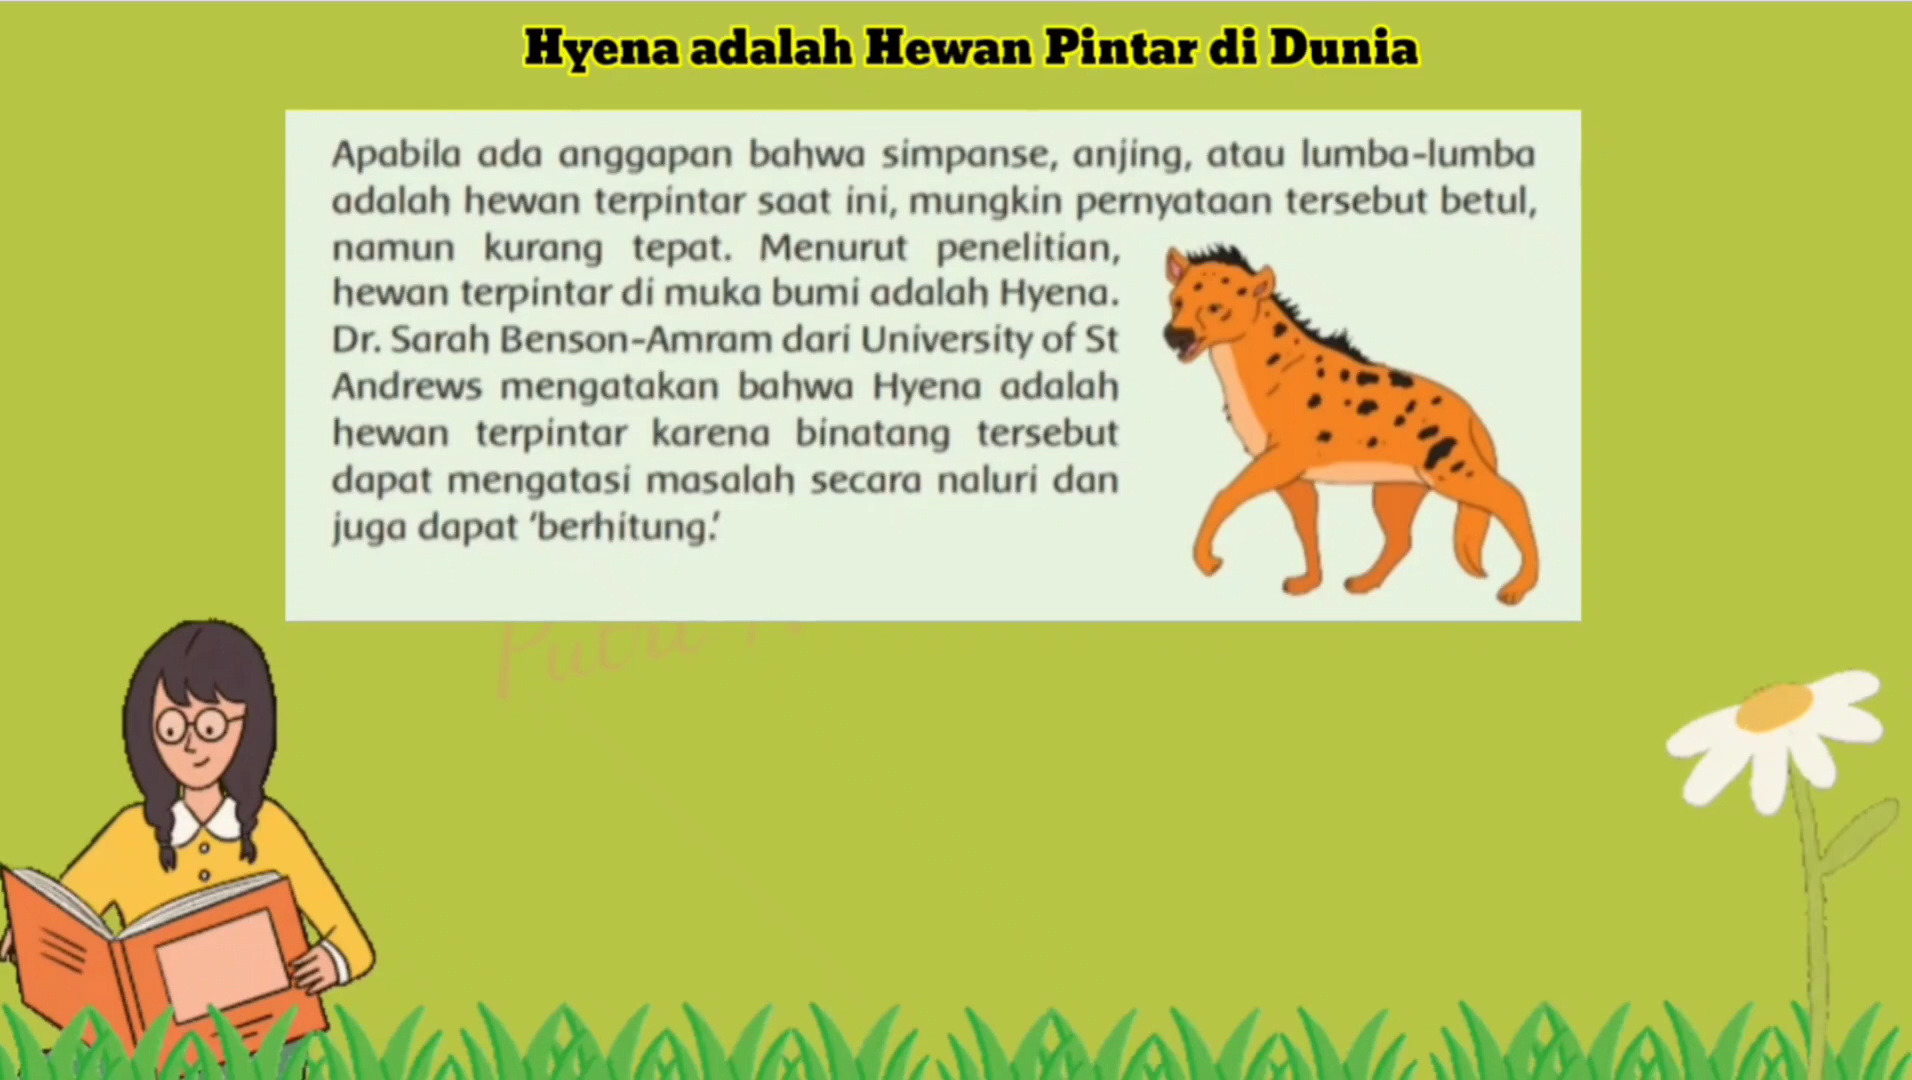 Hyena adalah Hewan Pintar di Dunia
Apabila ada anggapan bahwa simpanse, anjing, atau lumba-lumba
adalah hewan terpintar saat ini, mungkin pernyataan tersebut betul,
namun kurang tepat. Menurut penelitian,
hewan terpintar di muka bumi adalah Hyena.
Dr. Sarah Benson-Amram dari University of St
Andrews mengatakan bahwa Hyena adalah
hewan terpintar karena binatang tersebut
dapat mengatasi masalah secara naluri dan
juga dapat ‘berhitung.’